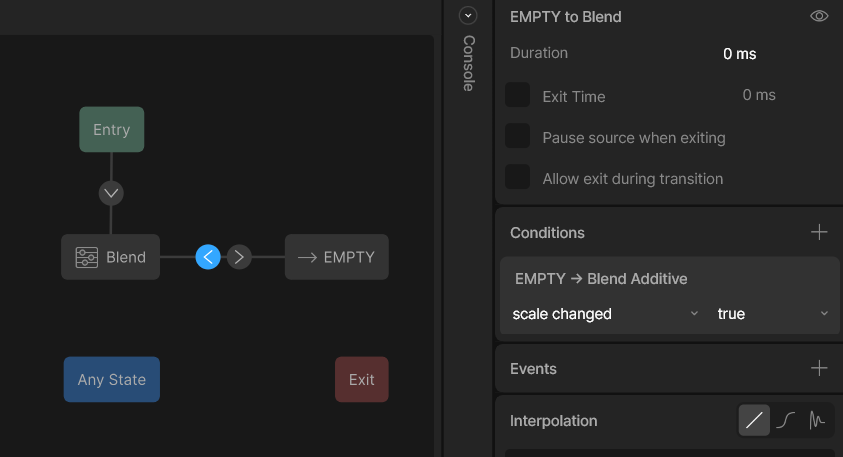 EMPTY to Blend
Duration 0 ms
Exit Time 0 ms
Pause source when exiting
Allow exit during transition
Conditions
EMPTY → Blend Additive
scale changed true
Events
Interpolation
Console
Entry
Blend
→ EMPTY
Any State
Exit